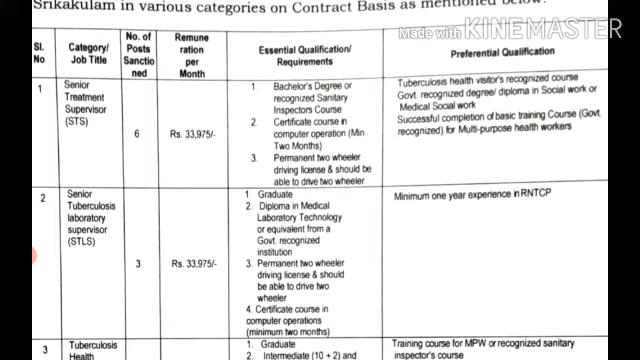 Srikakulam in various categories on Contract Basis as mentioned below:
Made with KINEMASTER
Sl. No
Category/ Job Title
No. of Posts Sanctio ned
Remune ration per Month
Essential Qualification/ Requirements
Preferential Qualification
1
Senior Treatment Supervisor (STS)
6
Rs. 33,975/-
1. Bachelor's Degree or
recognized Sanitary
Inspectors Course
2. Certificate course in
computer operation (Min
Two Months)
3. Permanent two wheeler
driving license & should be
able to drive two wheeler
Tuberculosis health visitor's recognized course
Govt. recognized degree/ diploma in Social work or
Medical Social work
Successful completion of basic training Course (Govt.
recognized) for Multi-purpose health workers
2
Senior Tuberculosis laboratory supervisor (STLS)
3
Rs. 33,975/-
1 Graduate
2. Diploma in Medical
Laboratory Technology
or equivalent from a
Govt. recognized
institution
3. Permanent two wheeler
driving license & should
be able to drive two
wheeler
4. Certificate course in
computer operations
(minimum two months)
Minimum one year experience in RNTCP
3
Tuberculosis Health
1. Graduate
2. Intermediate (10 + 2) and
Training course for MPW or recognized sanitary
inspector's course